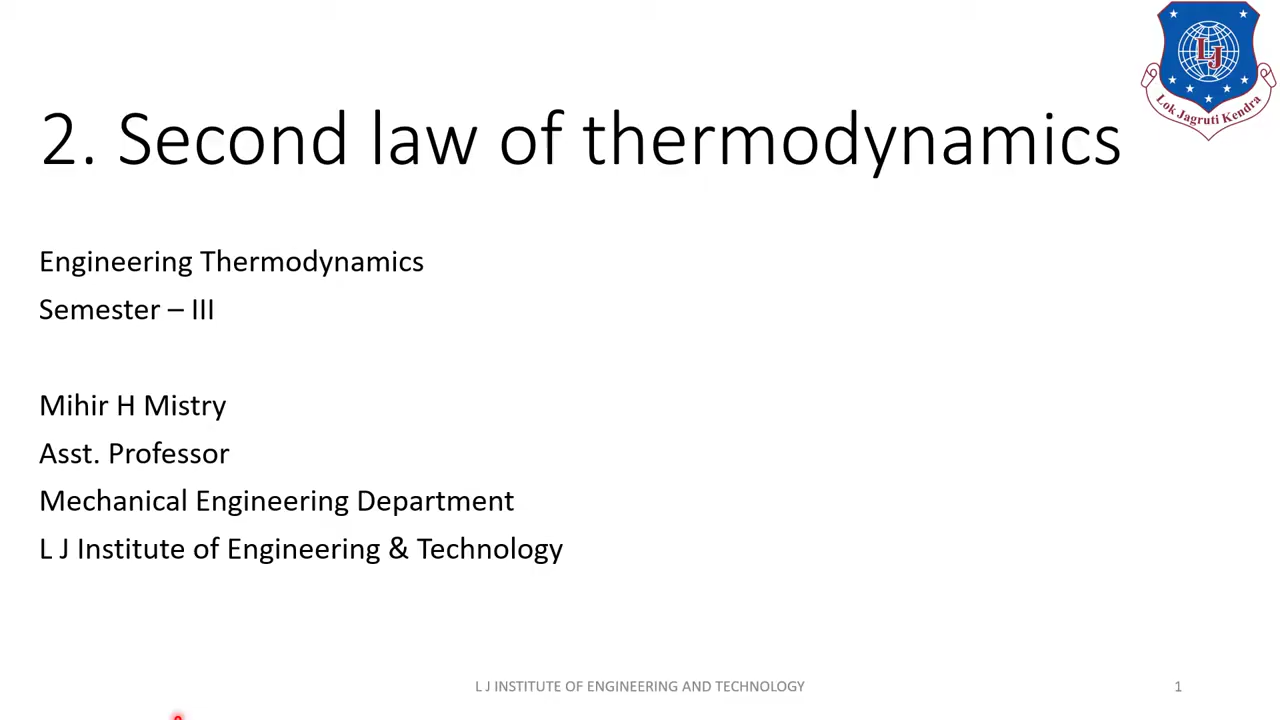 LJ
Lok Jagruti Kendra
2. Second law of thermodynamics
Engineering Thermodynamics
Semester – III
Mihir H Mistry
Asst. Professor
Mechanical Engineering Department
L J Institute of Engineering & Technology
L J INSTITUTE OF ENGINEERING AND TECHNOLOGY
1